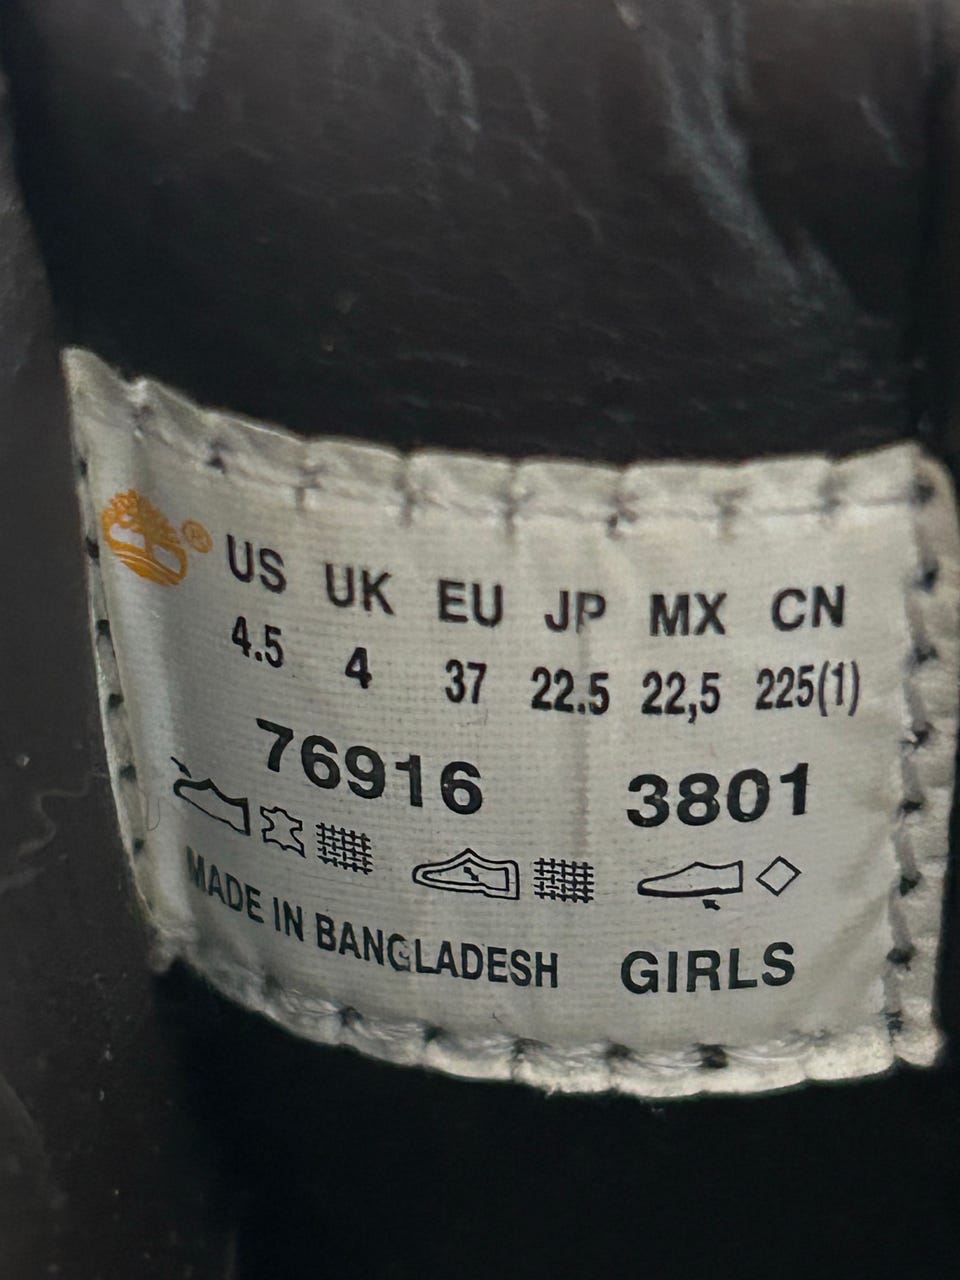 ® US UK EU JP MX CN
4.5 4 37 22.5 22,5 225(1)
76916 3801
MADE IN BANGLADESH GIRLS